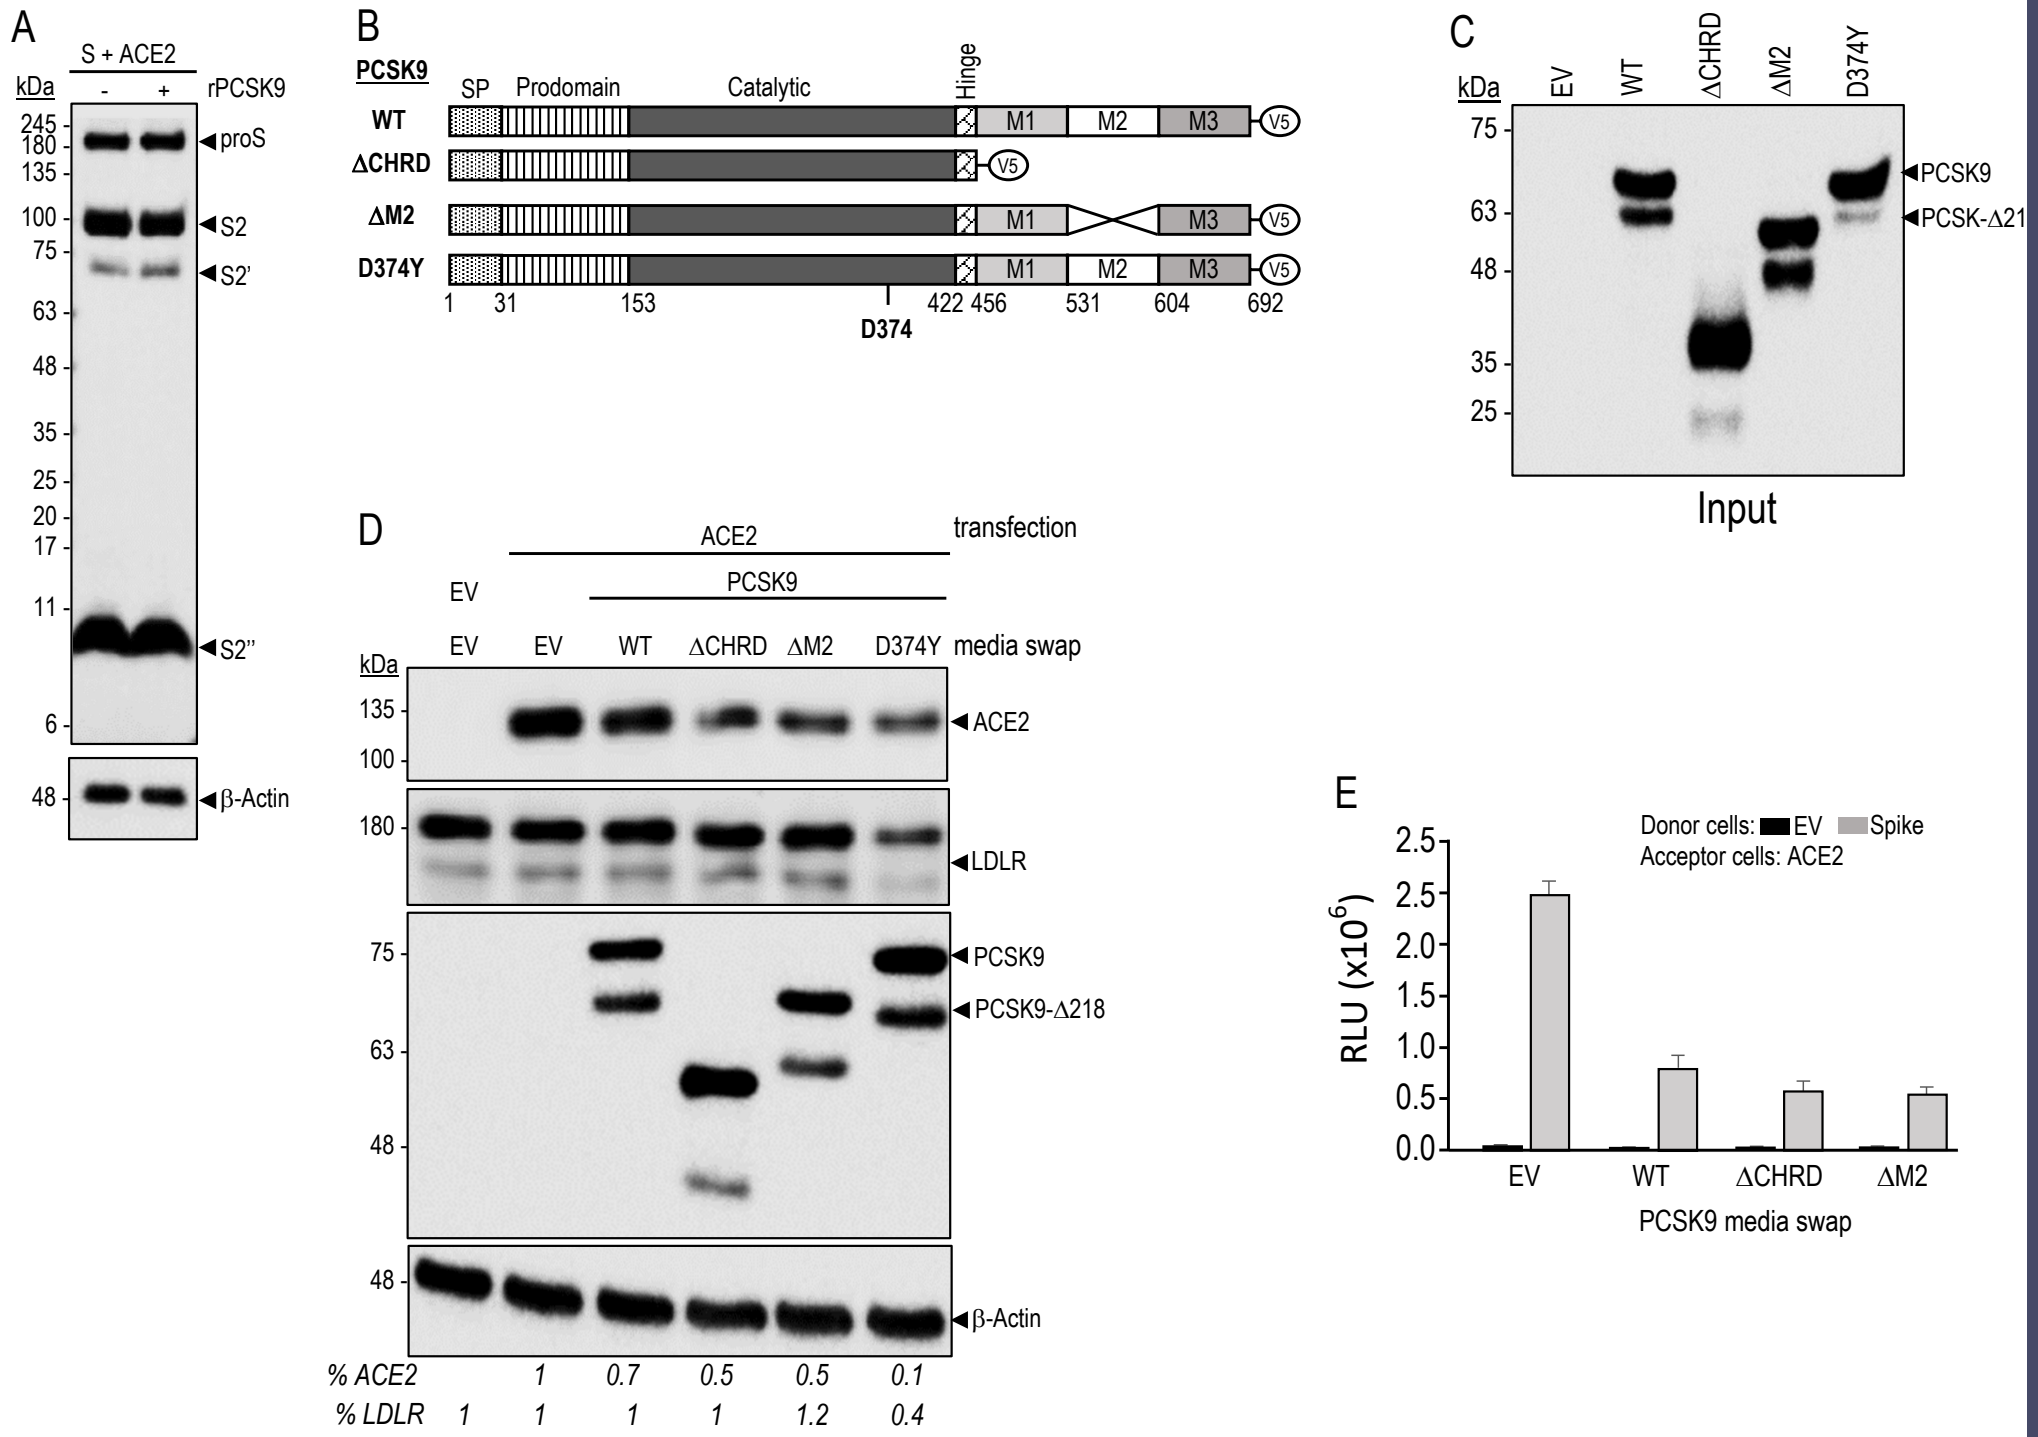 A
S + ACE2
kDa - + rPCSK9
245
180
135
100
75
63
48
35
25
20
17
11
6
proS
S2
S2'
S2''
48
β-Actin
B
PCSK9
SP Prodomain Catalytic Hinge
WT M1 M2 M3 V5
ΔCHRD V5
ΔM2 M1 M3 V5
D374Y M1 M2 M3 V5
1 31 153 422 456 531 604 692
D374
C
kDa EV WT ΔCHRD ΔM2 D374Y
75
63
48
35
25
PCSK9
PCSK-Δ21
Input
D
ACE2 transfection
EV PCSK9
EV EV WT ΔCHRD ΔM2 D374Y media swap
kDa
135
100
ACE2
180
LDLR
75
63
48
PCSK9
PCSK9-Δ218
48
β-Actin
% ACE2 1 0.7 0.5 0.5 0.1
% LDLR 1 1 1 1 1.2 0.4
E
Donor cells: EV Spike
Acceptor cells: ACE2
RLU (x10⁶)
2.5
2.5
2.0
1.5
1.0
0.5
0.0
EV WT ΔCHRD ΔM2
PCSK9 media swap